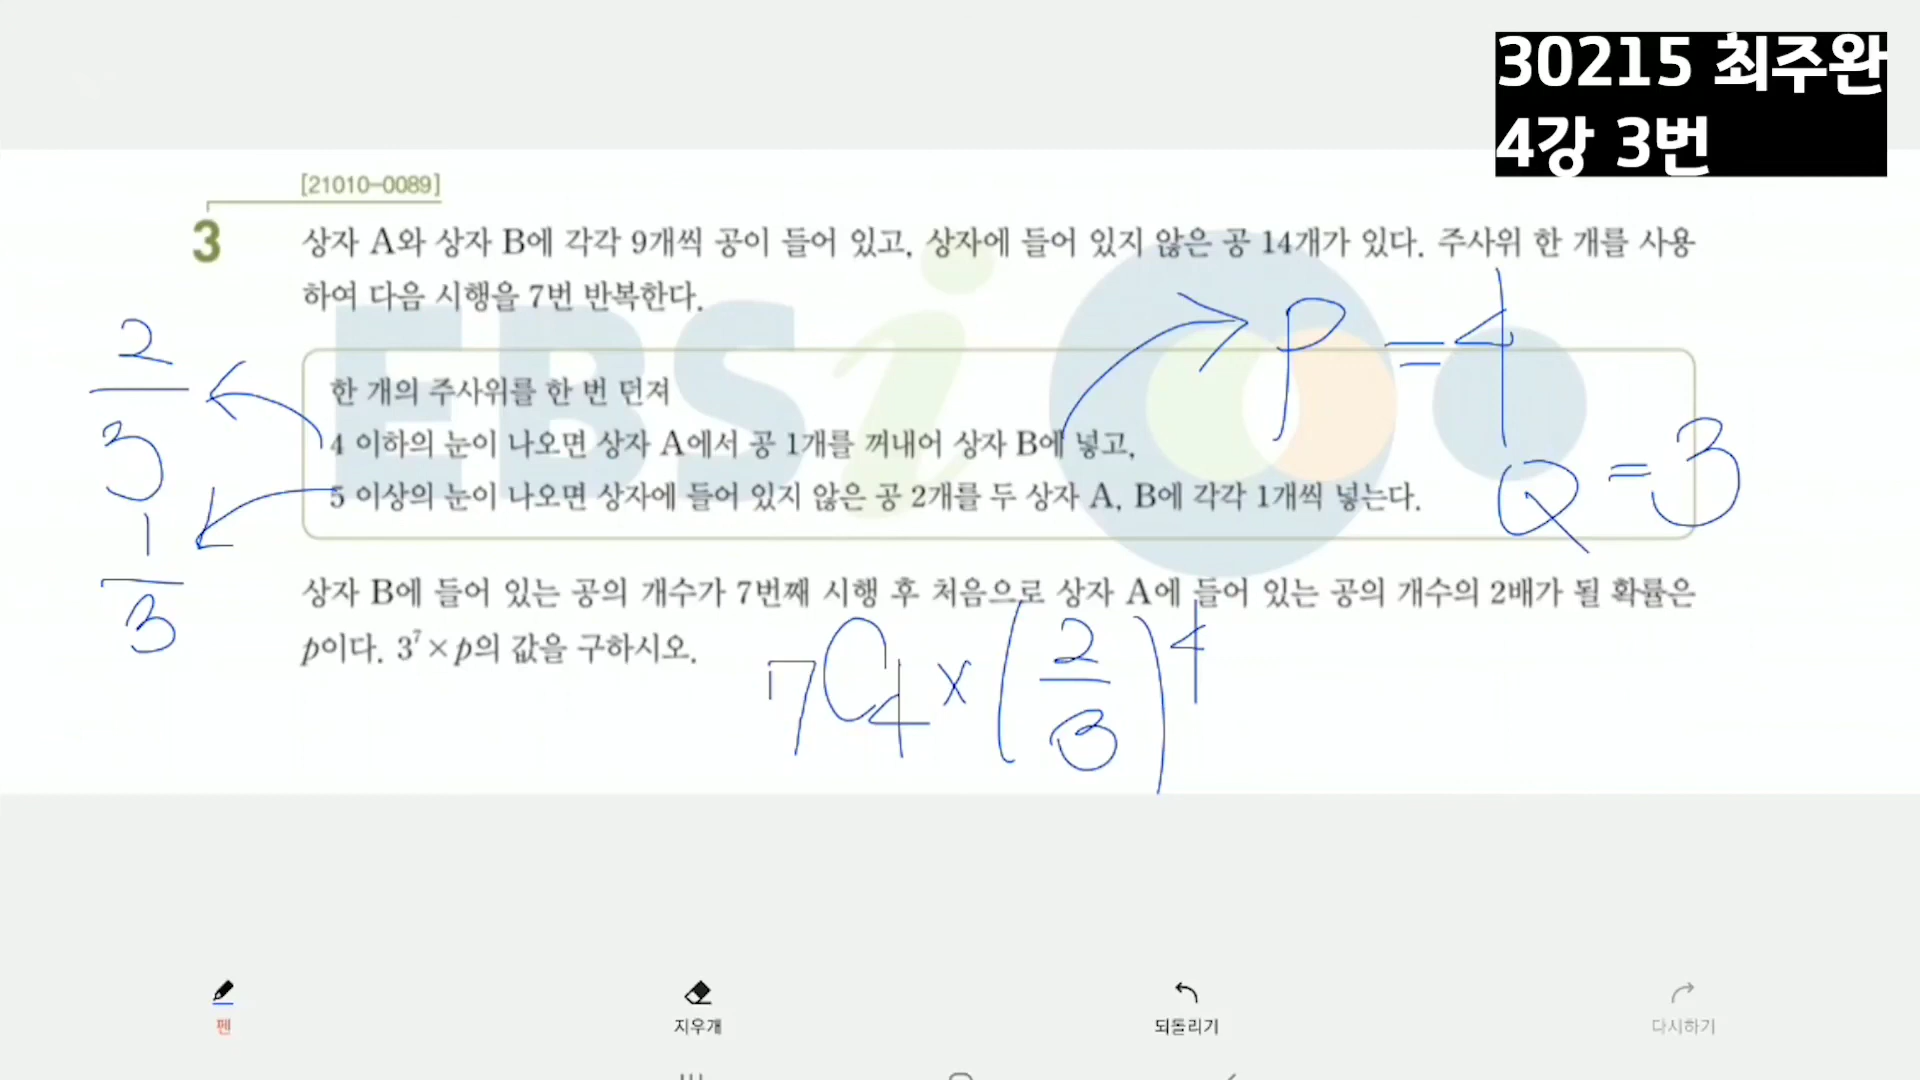 30215 최주완
4강 3번
[21010-0089]
3
상자 A와 상자 B에 각각 9개씩 공이 들어 있고, 상자에 들어 있지 않은 공 14개가 있다. 주사위 한 개를 사용
하여 다음 시행을 7번 반복한다.
EBSi
한 개의 주사위를 한 번 던져
4 이하의 눈이 나오면 상자 A에서 공 1개를 꺼내어 상자 B에 넣고,
5 이상의 눈이 나오면 상자에 들어 있지 않은 공 2개를 두 상자 A, B에 각각 1개씩 넣는다.
2/3
1/3
P = 4
Q = 3
상자 B에 들어 있는 공의 개수가 7번째 시행 후 처음으로 상자 A에 들어 있는 공의 개수의 2배가 될 확률은
p이다. 3⁷×p의 값을 구하시오.
7C4 × (2/3)⁴
펜
지우개
되돌리기
다시하기